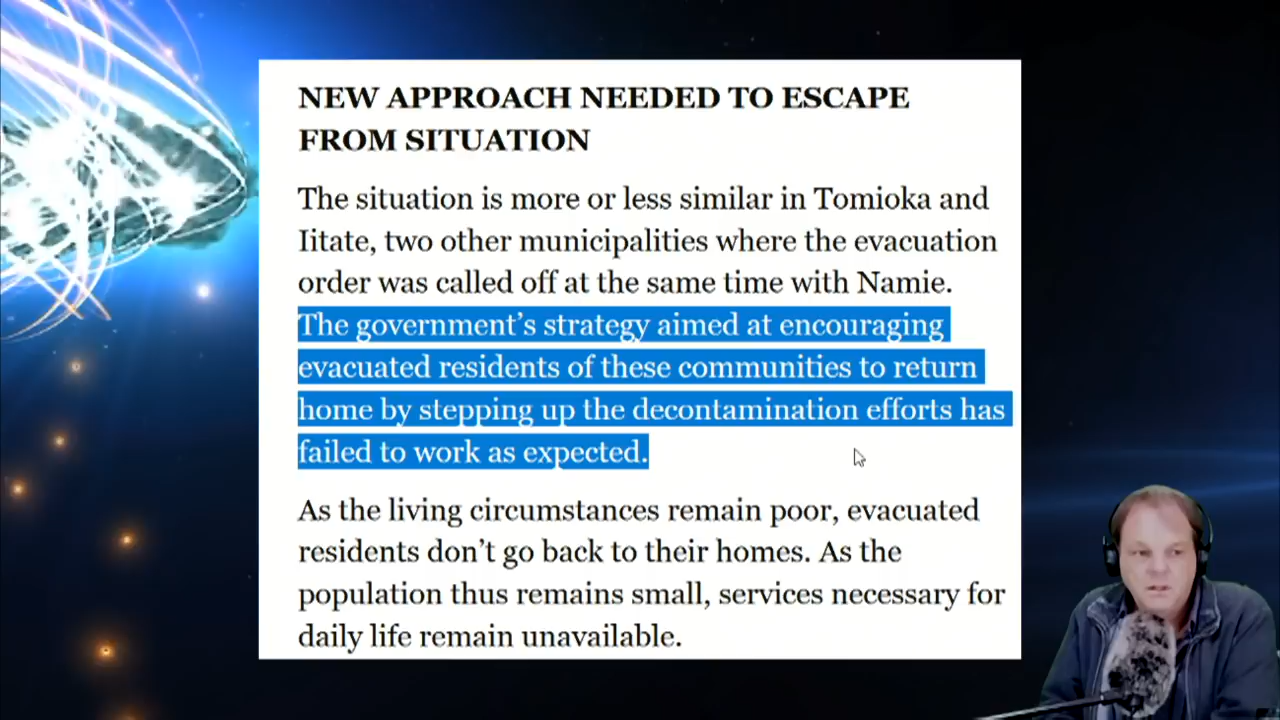 NEW APPROACH NEEDED TO ESCAPE
FROM SITUATION
The situation is more or less similar in Tomioka and
Iitate, two other municipalities where the evacuation
order was called off at the same time with Namie.
The government’s strategy aimed at encouraging
evacuated residents of these communities to return
home by stepping up the decontamination efforts has
failed to work as expected.
As the living circumstances remain poor, evacuated
residents don’t go back to their homes. As the
population thus remains small, services necessary for
daily life remain unavailable.